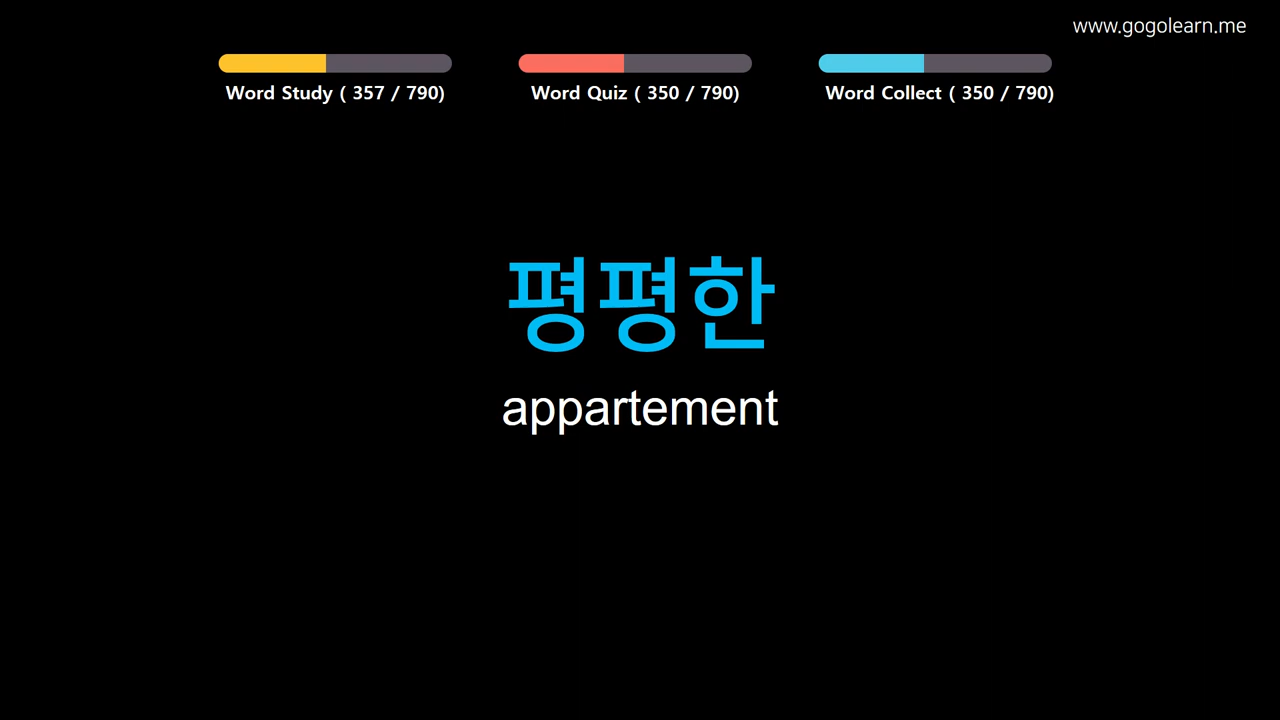 www.gogolearn.me
Word Study ( 357 / 790)
Word Quiz ( 350 / 790)
Word Collect ( 350 / 790)
평평한
appartement